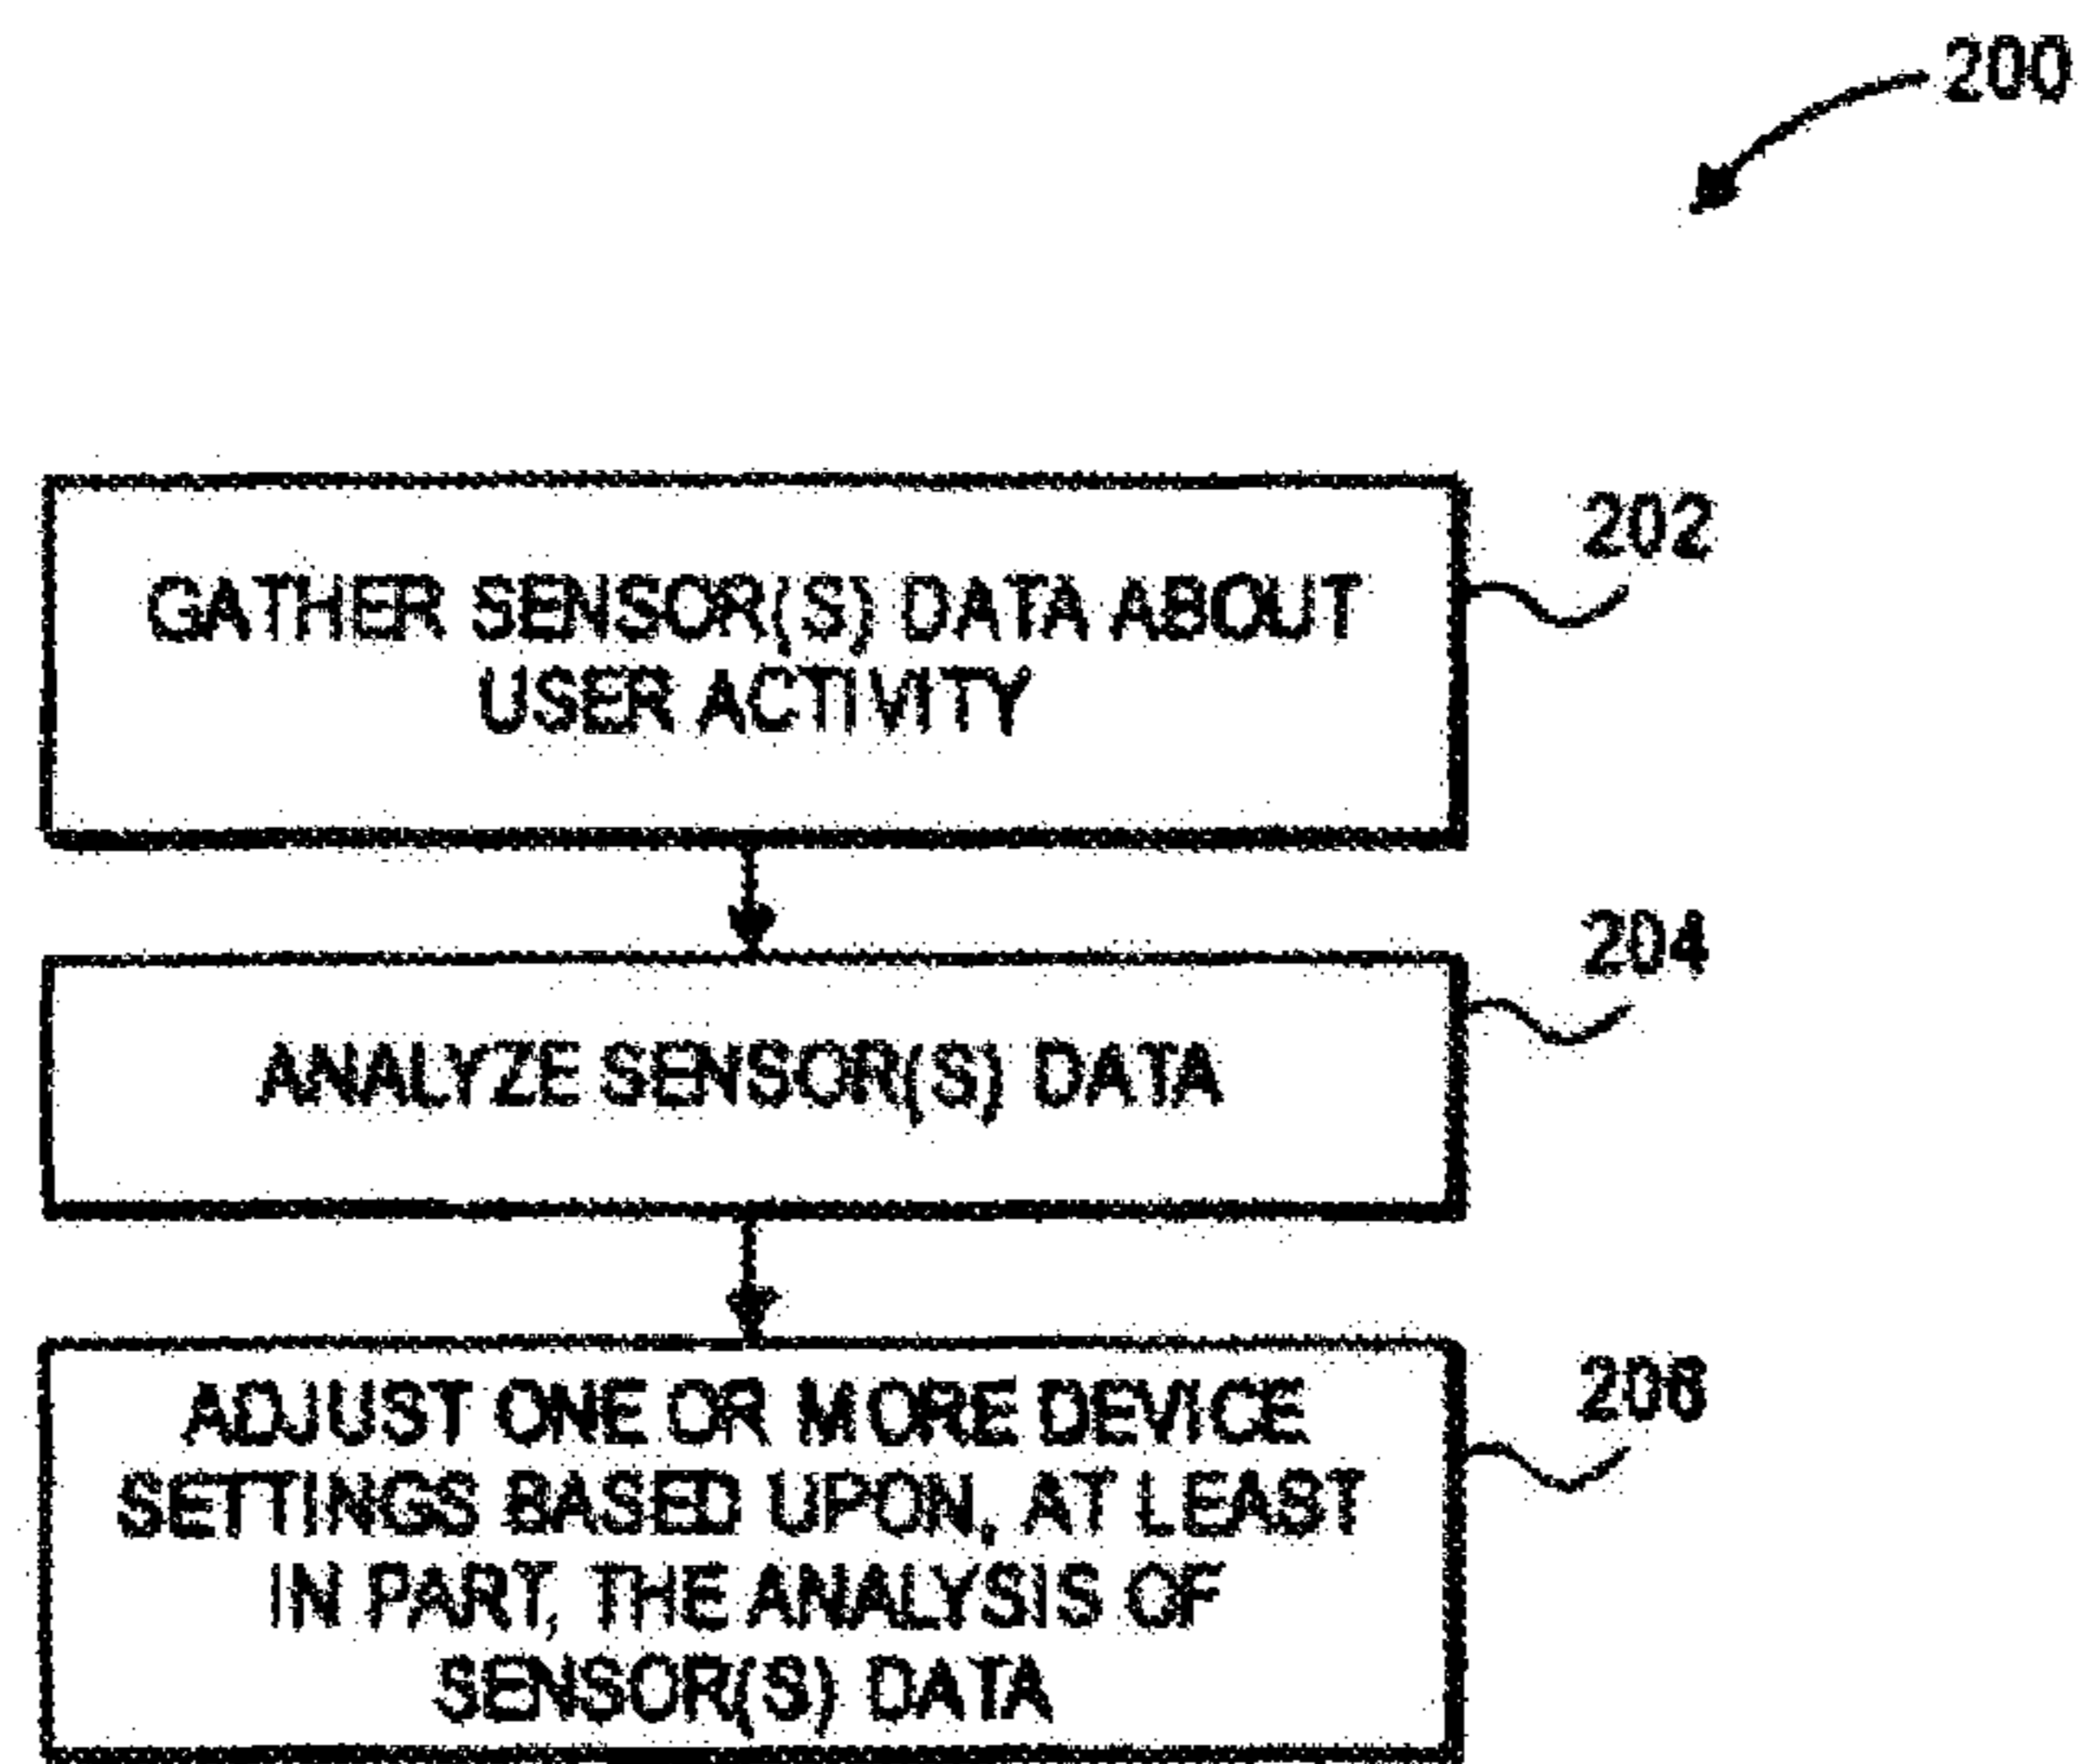 200
GATHER SENSOR(S) DATA ABOUT
USER ACTIVITY
202
ANALYZE SENSOR(S) DATA
204
ADJUST ONE OR MORE DEVICE
SETTINGS BASED UPON, AT LEAST
IN PART, THE ANALYSIS OF
SENSOR(S) DATA
206